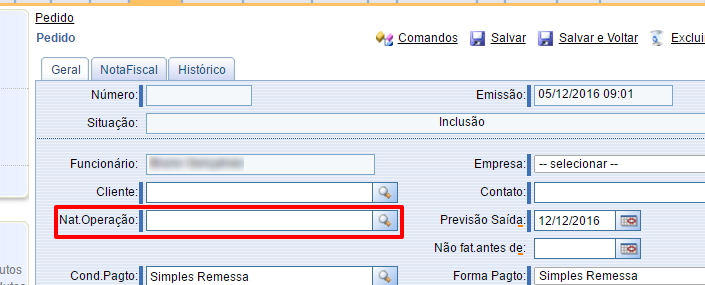 Pedido
Pedido Comandos Salvar Salvar e Voltar Exclui
Geral NotaFiscal Histórico
Número: Emissão: 05/12/2016 09:01
Situação: Inclusão
Funcionário: Empresa: -- selecionar --
Cliente: Contato:
Nat.Operação: Previsão Saída: 12/12/2016
Não fat.antes de:
utos Cond.Pagto: Simples Remessa Forma Pagto: Simples Remessa